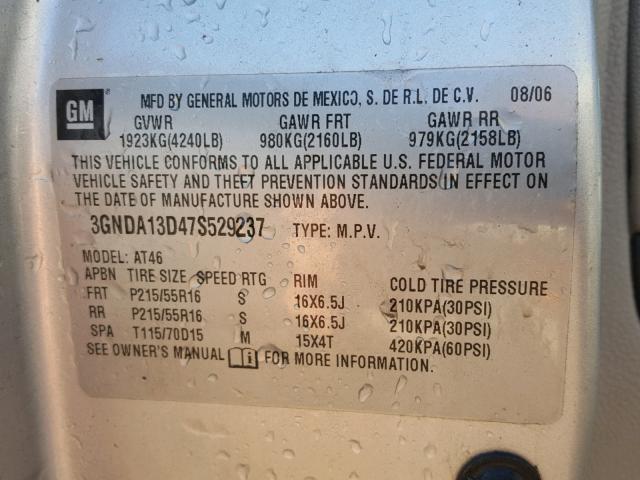 GM
MFD BY GENERAL MOTORS DE MEXICO, S. DE R.L. DE C.V. 08/06
GVWR GAWR FRT GAWR RR
1923KG(4240LB) 980KG(2160LB) 979KG(2158LB)
THIS VEHICLE CONFORMS TO ALL APPLICABLE U.S. FEDERAL MOTOR
VEHICLE SAFETY AND THEFT PREVENTION STANDARDS IN EFFECT ON
THE DATE OF MANUFACTURE SHOWN ABOVE.
3GNDA13D47S529237 TYPE: M.P.V.
MODEL: AT46
APBN TIRE SIZE SPEED RTG RIM COLD TIRE PRESSURE
FRT P215/55R16 S 16X6.5J 210KPA(30PSI)
RR P215/55R16 S 16X6.5J 210KPA(30PSI)
SPA T115/70D15 M 15X4T 420KPA(60PSI)
SEE OWNER'S MANUAL i FOR MORE INFORMATION.